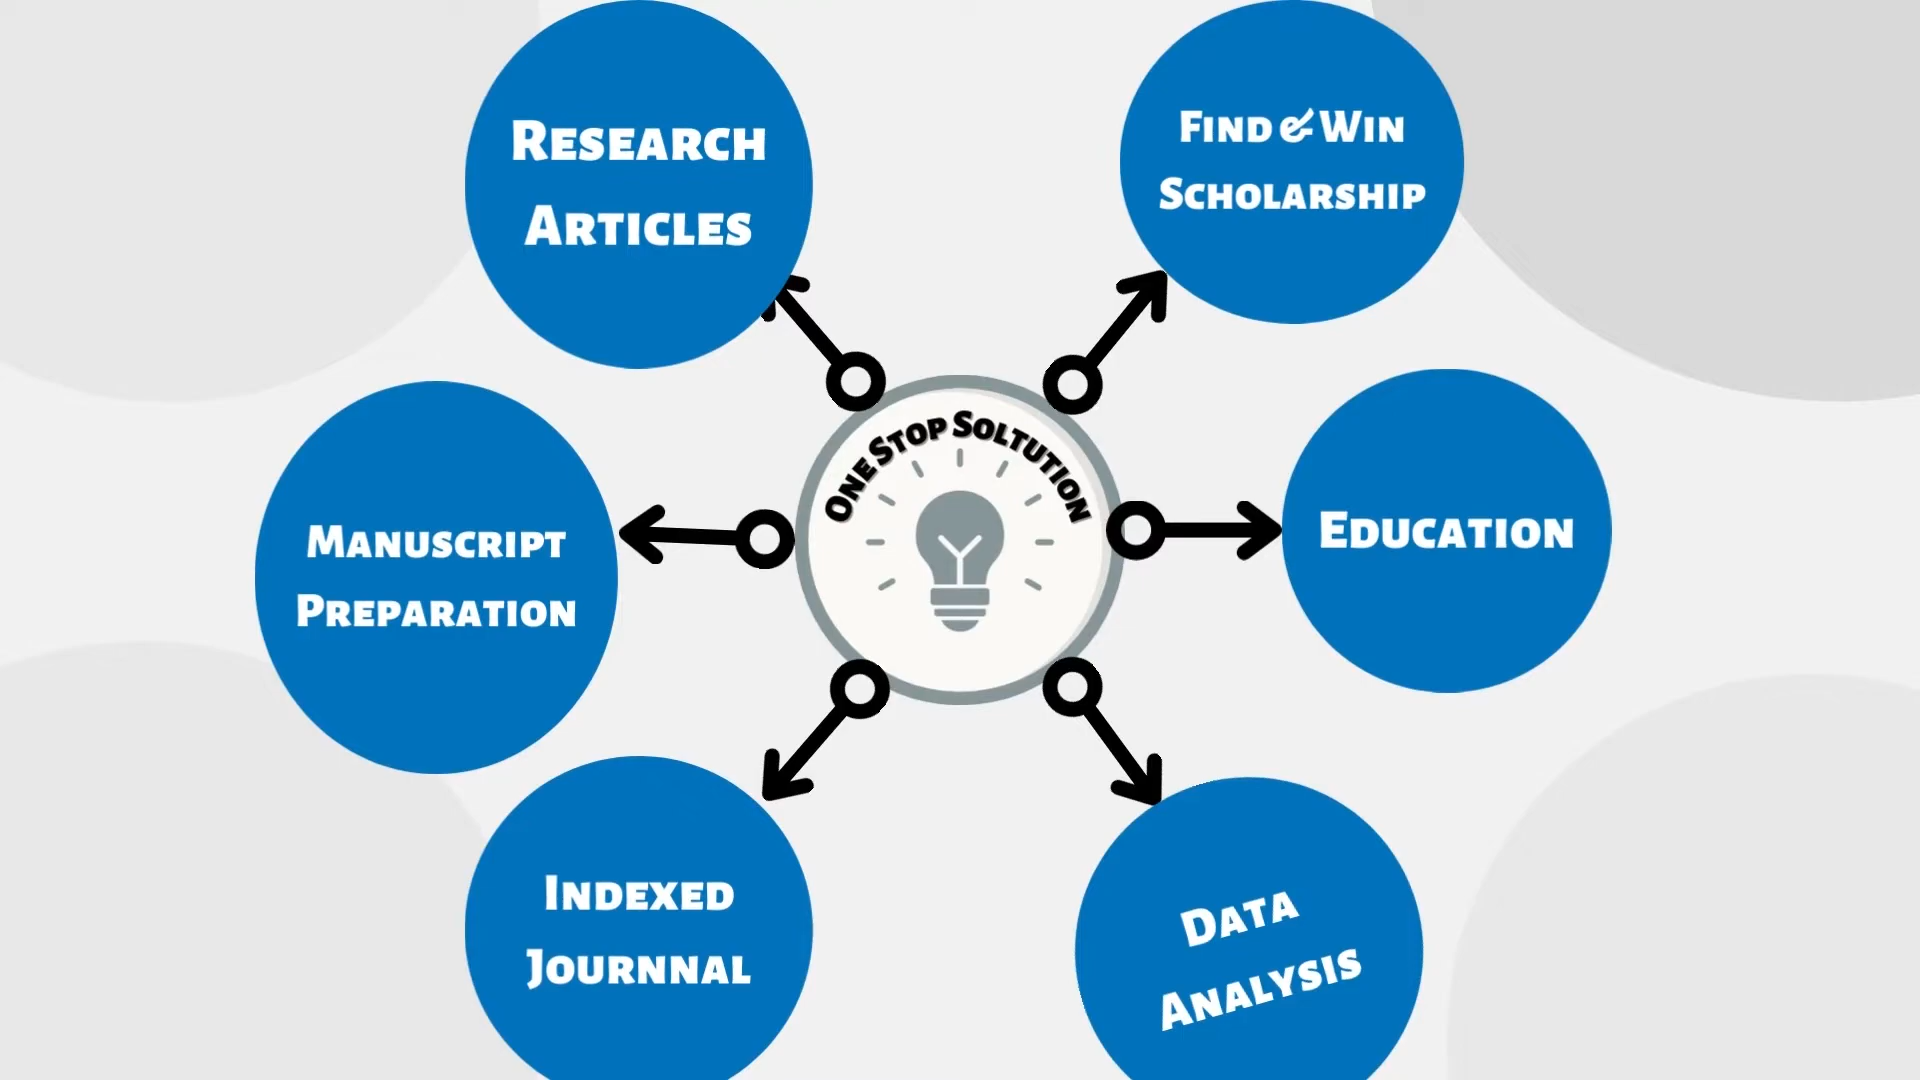 Research
Articles
Find & Win
Scholarship
One Stop Soltution
Manuscript
Preparation
Education
Indexed
Journnal
Data
Analysis